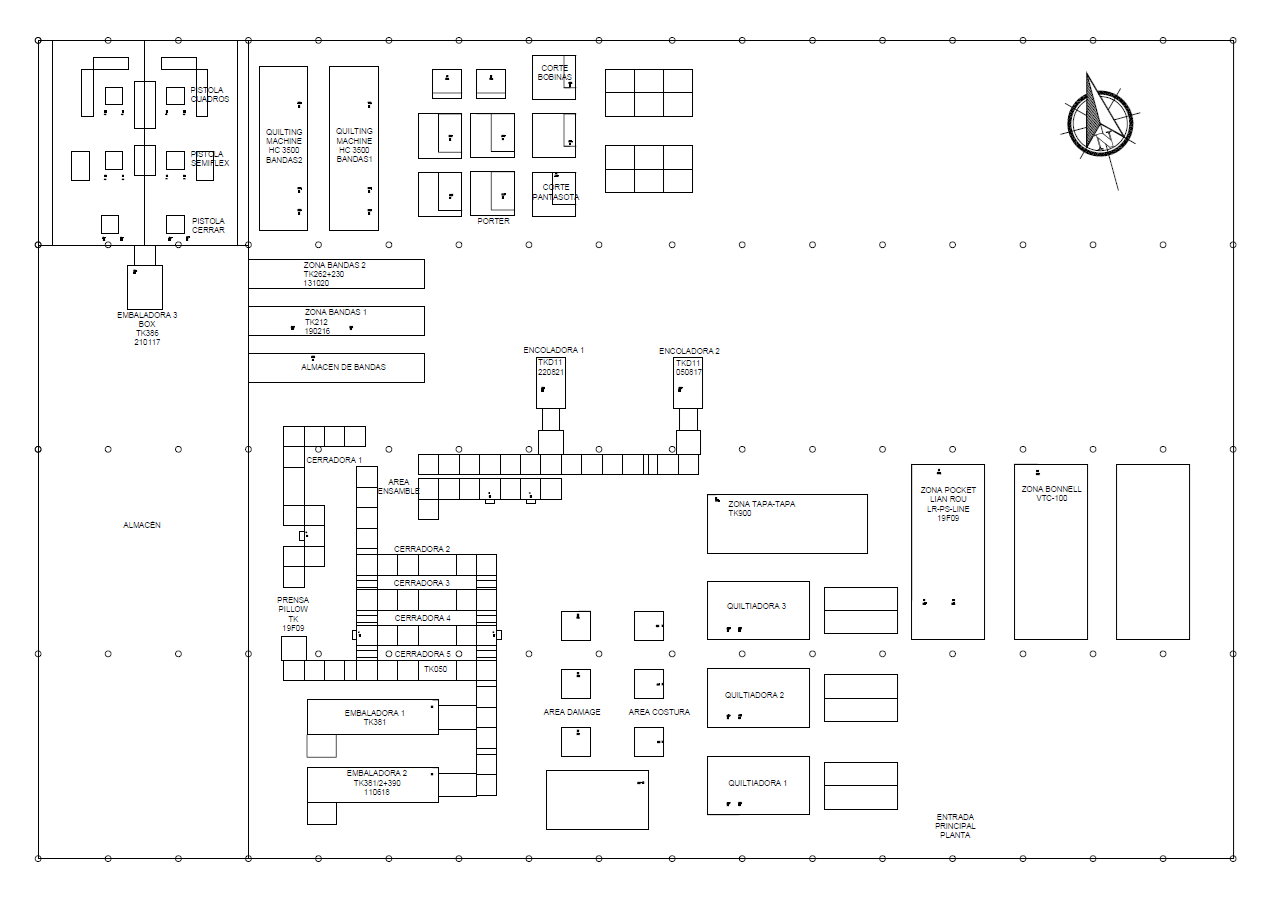 PISTOLA
CUADROS
PISTOLA
SEMIFLEX
PISTOLA
CERRAR
QUILTING
MACHINE
HC 3500
BANDAS2
QUILTING
MACHINE
HC 3500
BANDAS1
CORTE
BOBINAS
CORTE
PANTASOTA
PORTER
N
EMBALADORA 3
BOX
TK386
210117
ZONA BANDAS 2
TK262+230
131020
ZONA BANDAS 1
TK212
190216
ALMACEN DE BANDAS
ENCOLADORA 1
TKD11
220821
ENCOLADORA 2
TKD11
050817
CERRADORA 1
AREA
ENSAMBLE
ALMACÉN
CERRADORA 2
CERRADORA 3
CERRADORA 4
CERRADORA 5
TK050
PRENSA
PILLOW
TK
19F09
ZONA TAPA-TAPA
TK900
ZONA POCKET
LIAN ROU
LR-PS-LINE
19F09
ZONA BONNELL
VTC-100
QUILTIADORA 3
QUILTIADORA 2
QUILTIADORA 1
AREA DAMAGE
AREA COSTURA
EMBALADORA 1
TK381
EMBALADORA 2
TK381/2+390
110618
ENTRADA
PRINCIPAL
PLANTA